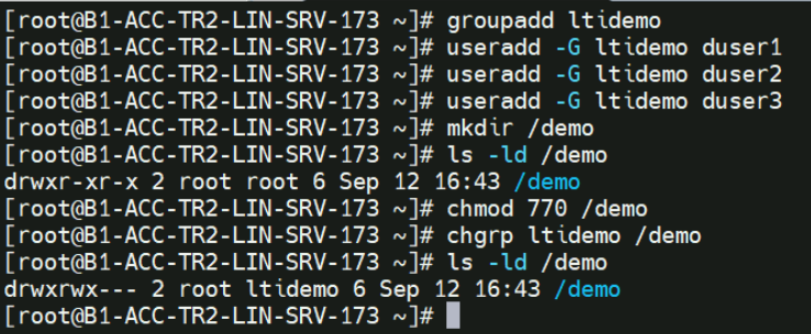 [root@B1-ACC-TR2-LIN-SRV-173 ~]# groupadd ltidemo
[root@B1-ACC-TR2-LIN-SRV-173 ~]# useradd -G ltidemo duser1
[root@B1-ACC-TR2-LIN-SRV-173 ~]# useradd -G ltidemo duser2
[root@B1-ACC-TR2-LIN-SRV-173 ~]# useradd -G ltidemo duser3
[root@B1-ACC-TR2-LIN-SRV-173 ~]# mkdir /demo
[root@B1-ACC-TR2-LIN-SRV-173 ~]# ls -ld /demo
drwxr-xr-x 2 root root 6 Sep 12 16:43 /demo
[root@B1-ACC-TR2-LIN-SRV-173 ~]# chmod 770 /demo
[root@B1-ACC-TR2-LIN-SRV-173 ~]# chgrp ltidemo /demo
[root@B1-ACC-TR2-LIN-SRV-173 ~]# ls -ld /demo
drwxrwx--- 2 root ltidemo 6 Sep 12 16:43 /demo
[root@B1-ACC-TR2-LIN-SRV-173 ~]#